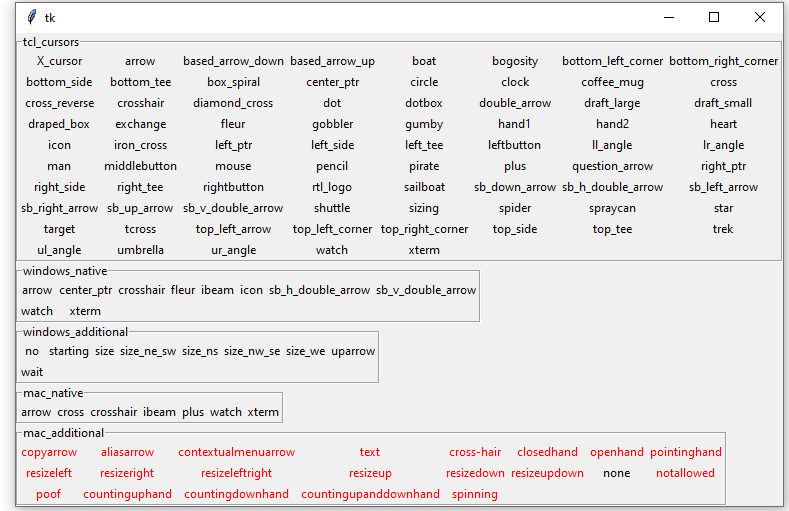 tk
tcl_cursors
X_cursor arrow based_arrow_down based_arrow_up boat bogosity bottom_left_corner bottom_right_corner
bottom_side bottom_tee box_spiral center_ptr circle clock coffee_mug cross
cross_reverse crosshair diamond_cross dot dotbox double_arrow draft_large draft_small
draped_box exchange fleur gobbler gumby hand1 hand2 heart
icon iron_cross left_ptr left_side left_tee leftbutton ll_angle lr_angle
man middlebutton mouse pencil pirate plus question_arrow right_ptr
right_side right_tee rightbutton rtl_logo sailboat sb_down_arrow sb_h_double_arrow sb_left_arrow
sb_right_arrow sb_up_arrow sb_v_double_arrow shuttle sizing spider spraycan star
target tcross top_left_arrow top_left_corner top_right_corner top_side top_tee trek
ul_angle umbrella ur_angle watch xterm
windows_native
arrow center_ptr crosshair fleur ibeam icon sb_h_double_arrow sb_v_double_arrow
watch xterm
windows_additional
no starting size size_ne_sw size_ns size_nw_se size_we uparrow
wait
mac_native
arrow cross crosshair ibeam plus watch xterm
mac_additional
copyarrow aliasarrow contextualmenuarrow text cross-hair closedhand openhand pointinghand
resizeleft resizeright resizeleftright resizeup resizedown resizeupdown none notallowed
poof countinguphand countingdownhand countingupanddownhand spinning